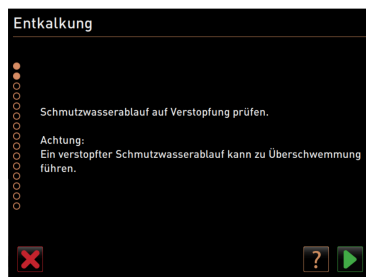 Entkalkung
Schmutzwasserablauf auf Verstopfung prüfen.
Achtung:
Ein verstopfter Schmutzwasserablauf kann zu Überschwemmung
führen.
?